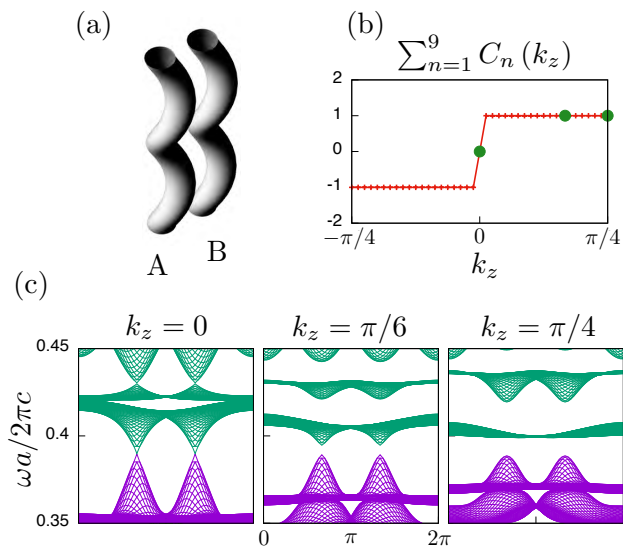 (a)
A
B
(b)
∑_{n=1}^{9} C_n (k_z)
2
1
0
-1
-2
−π/4
0
π/4
k_z
(c)
k_z = 0
k_z = π/6
k_z = π/4
ωa/2πc
0.45
0.4
0.35
0
π
2π